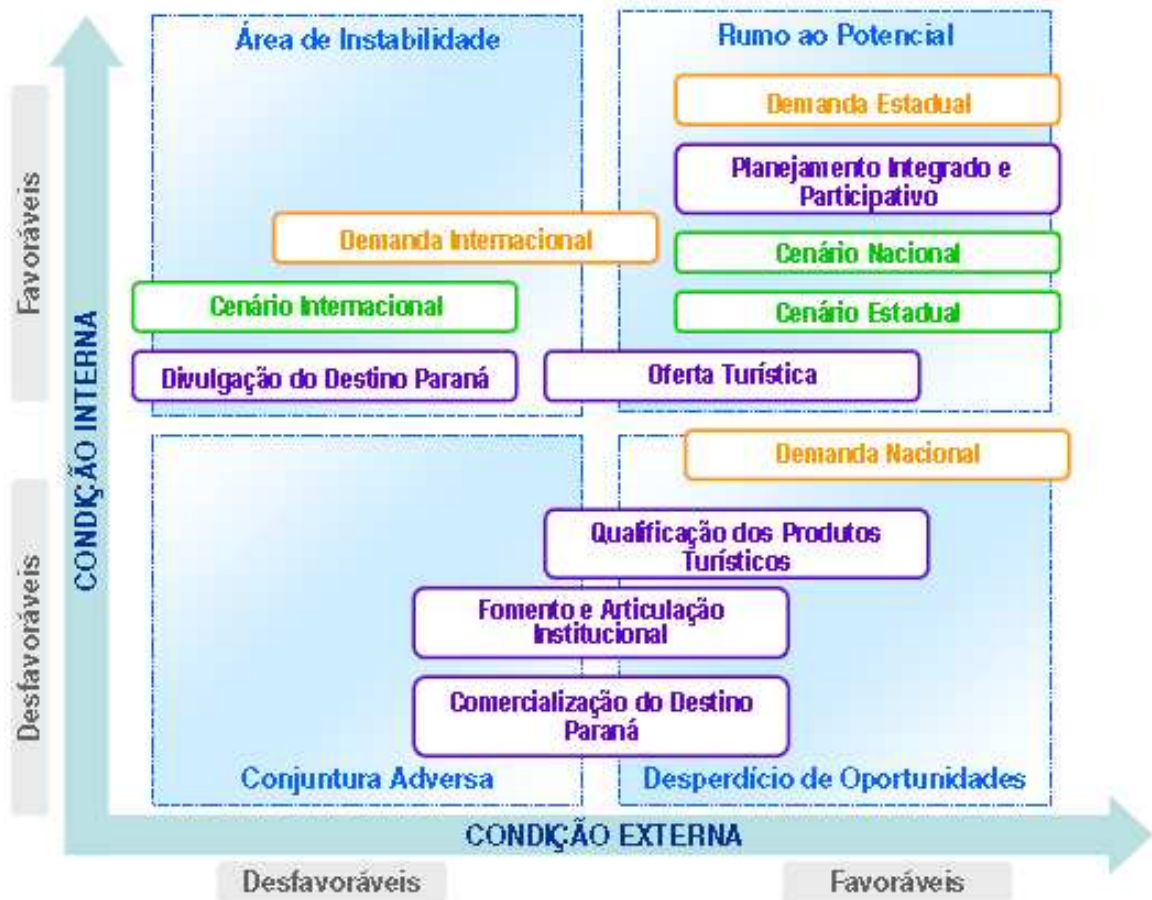 Área de Instabilidade
Rumo ao Potencial
Demanda Estadual
Planejamento Integrado e
Participativo
Demanda Internacional
Cenário Nacional
Cenário Internacional
Cenário Estadual
Divulgação do Destino Paraná
Oferta Turística
Demanda Nacional
Qualificação dos Produtos
Turísticos
Fomento e Articulação
Institucional
Comercialização do Destino
Paraná
Conjuntura Adversa
Desperdício de Oportunidades
Favoráveis
Desfavoráveis
CONDIÇÃO INTERNA
CONDIÇÃO EXTERNA
Desfavoráveis
Favoráveis